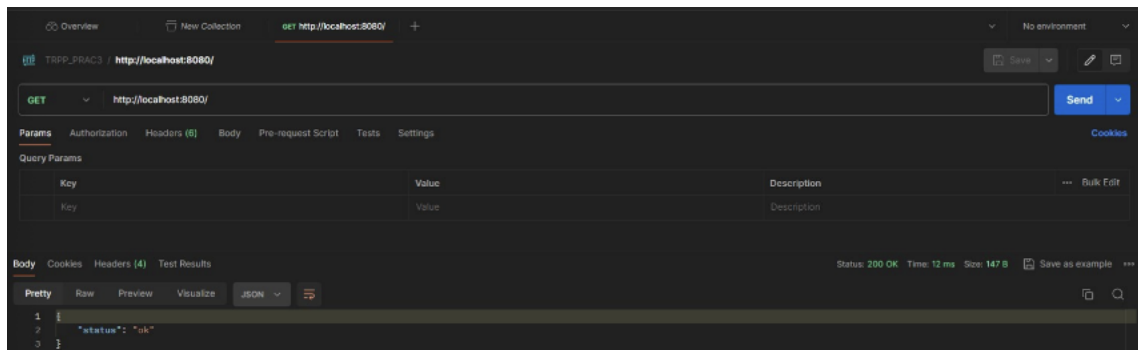 Overview New Collection GET http://localhost:8080/ No environment
TRPP_PRAC3 / http://localhost:8080/ Save
GET http://localhost:8080/ Send
Params Authorization Headers (6) Body Pre-request Script Tests Settings Cookies
Query Params
Key Value Description Bulk Edit
Key Value Description
Body Cookies Headers (4) Test Results Status: 200 OK Time: 12 ms Size: 147 B Save as example
Pretty Raw Preview Visualize JSON
1 {
2 "status": "ok"
3 }